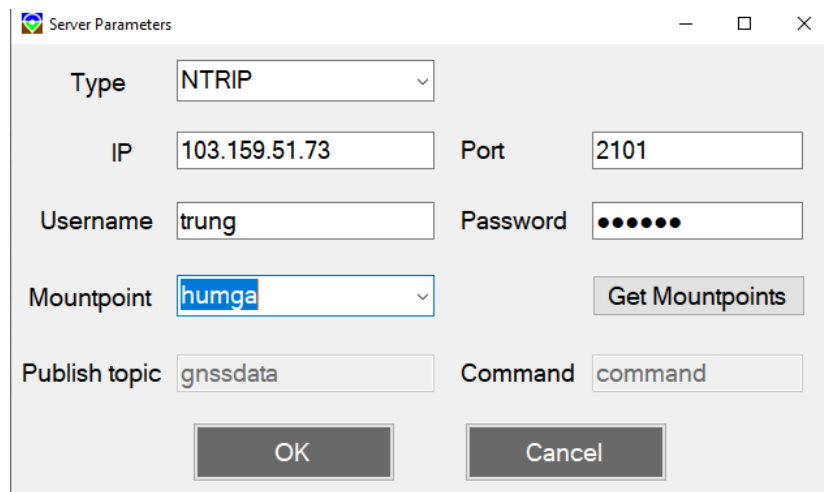 Server Parameters
Type NTRIP
IP 103.159.51.73 Port 2101
Username trung Password ●●●●●●
Mountpoint humga Get Mountpoints
Publish topic gnssdata Command command
OK Cancel